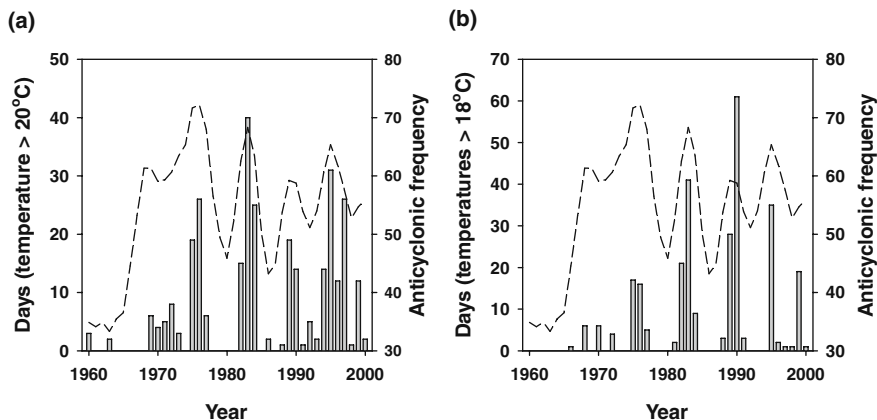 (a)
50
40
30
20
10
0
Days (temperature > 20°C)
80
70
60
50
40
30
Anticyclonic frequency
1960 1970 1980 1990 2000
Year
(b)
70
60
50
40
30
20
10
0
Days (temperatures > 18°C)
80
70
60
50
40
30
Anticyclonic frequency
1960 1970 1980 1990 2000
Year